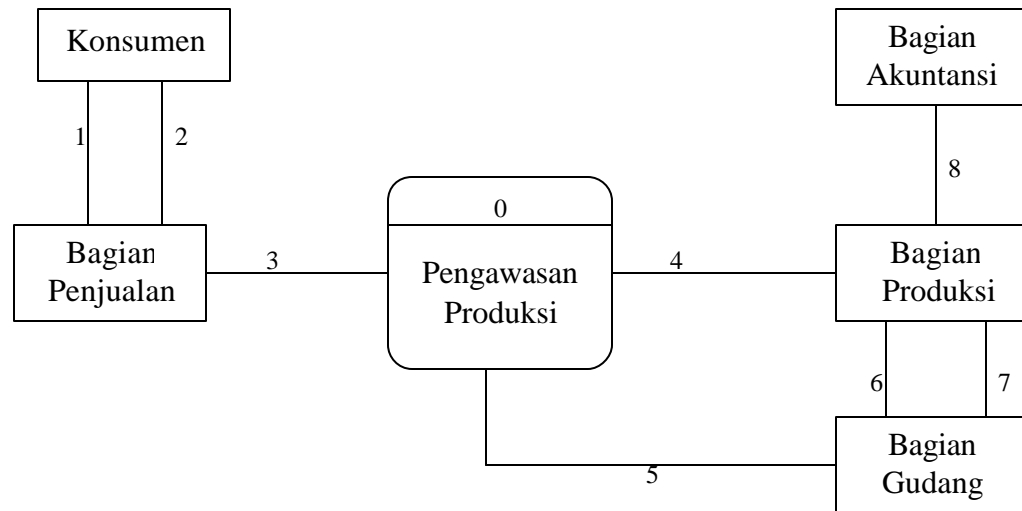 Konsumen
Bagian
Akuntansi
1
2
8
0
Bagian
Penjualan
3
Pengawasan
Produksi
4
Bagian
Produksi
6
7
5
Bagian
Gudang